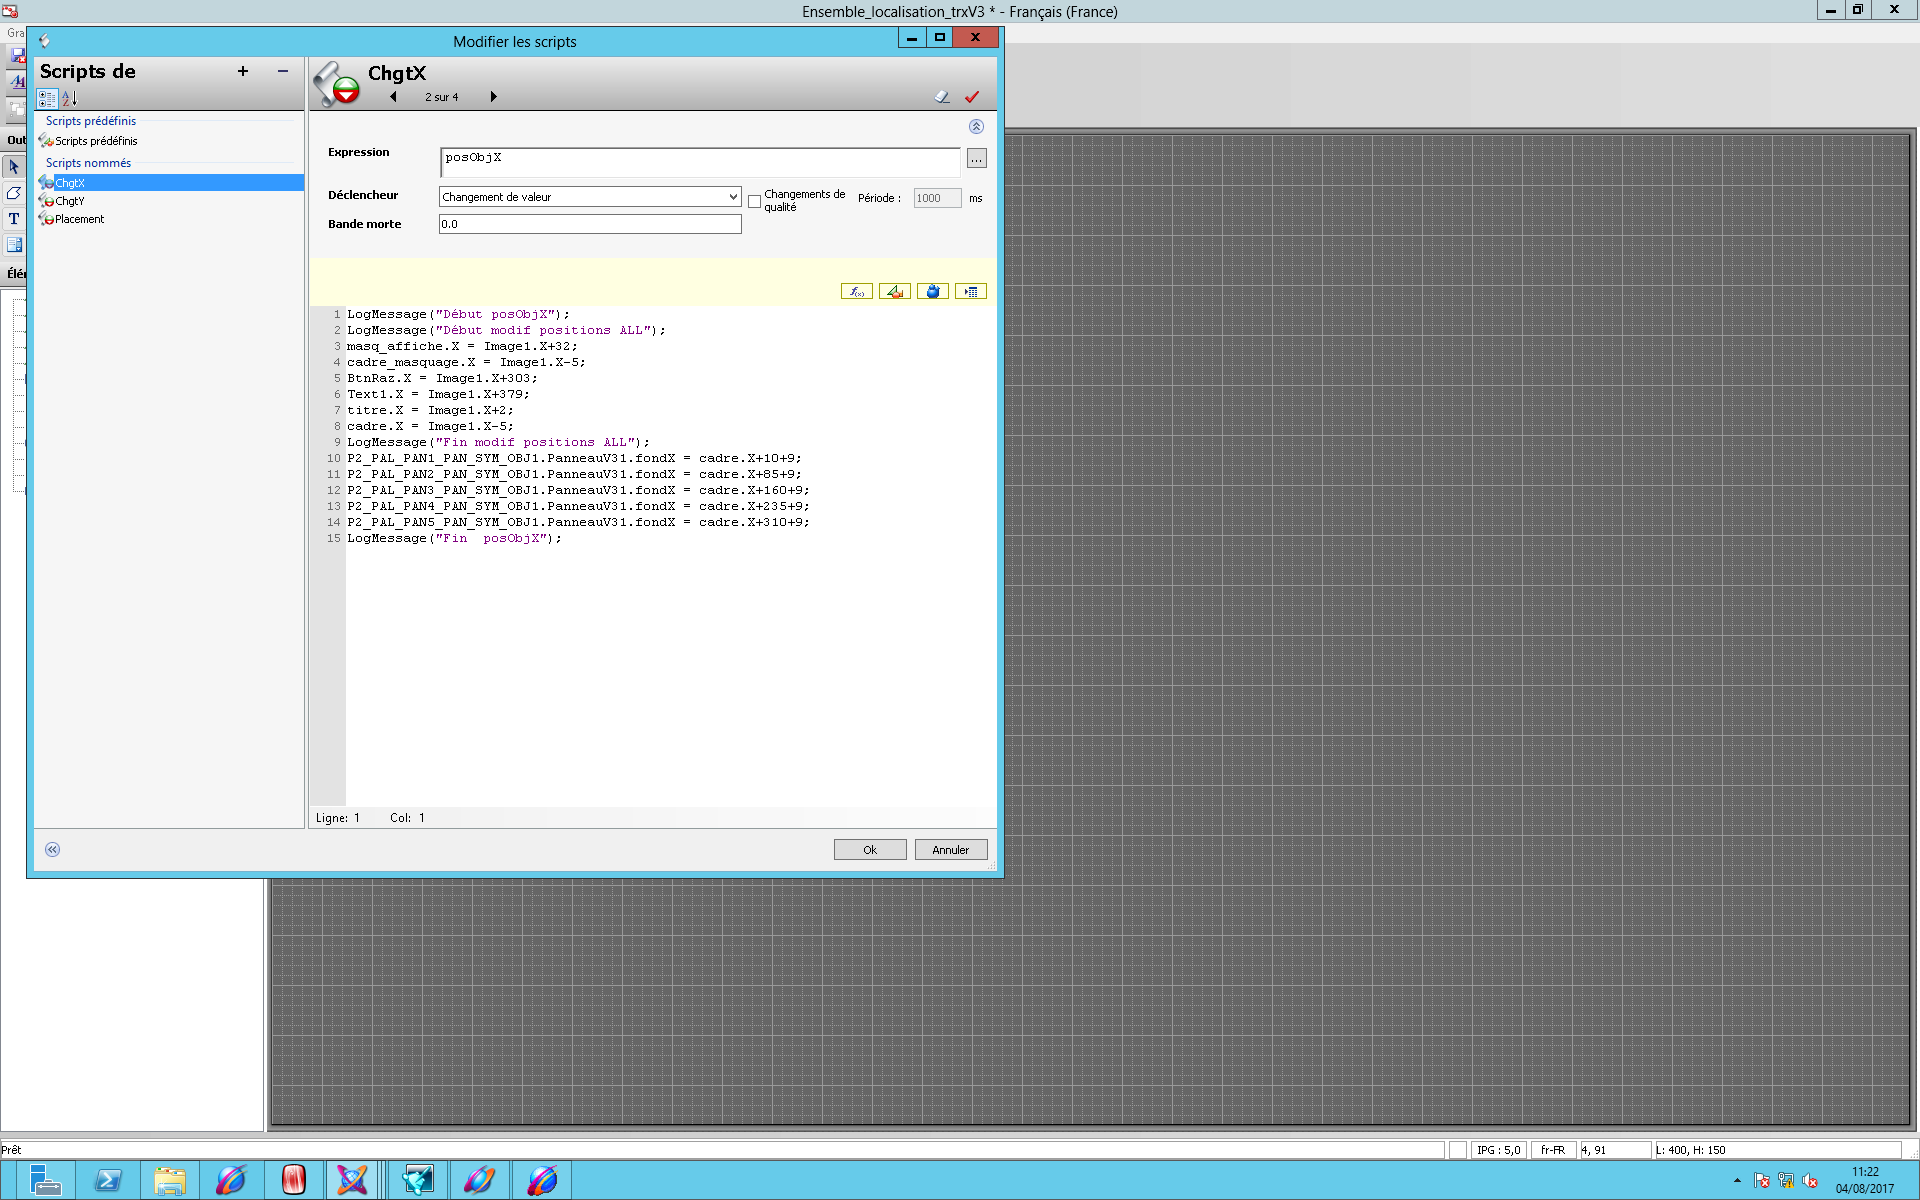 Ensemble_localisation_trxV3 * - Français (France)
Gra
Modifier les scripts
Scripts de
+
−
ChgtX
2 sur 4
Scripts prédéfinis
Scripts prédéfinis
Scripts nommés
ChgtX
ChgtY
Placement
Out
T
Élér
Expression
posObjX
...
Déclencheur
Changement de valeur
Changements de qualité
Période :
1000
ms
Bande morte
0.0
f(x)
1 LogMessage("Début posObjX");
2 LogMessage("Début modif positions ALL");
3 masq_affiche.X = Image1.X+32;
4 cadre_masquage.X = Image1.X-5;
5 BtnRaz.X = Image1.X+303;
6 Text1.X = Image1.X+379;
7 titre.X = Image1.X+2;
8 cadre.X = Image1.X-5;
9 LogMessage("Fin modif positions ALL");
10 P2_PAL_PAN1_PAN_SYM_OBJ1.PanneauV31.fondX = cadre.X+10+9;
11 P2_PAL_PAN2_PAN_SYM_OBJ1.PanneauV31.fondX = cadre.X+85+9;
12 P2_PAL_PAN3_PAN_SYM_OBJ1.PanneauV31.fondX = cadre.X+160+9;
13 P2_PAL_PAN4_PAN_SYM_OBJ1.PanneauV31.fondX = cadre.X+235+9;
14 P2_PAL_PAN5_PAN_SYM_OBJ1.PanneauV31.fondX = cadre.X+310+9;
15 LogMessage("Fin  posObjX");
Ligne: 1 Col: 1
Ok
Annuler
Prêt
IPG : 5,0
fr-FR
4, 91
L: 400, H: 150
11:22
04/08/2017